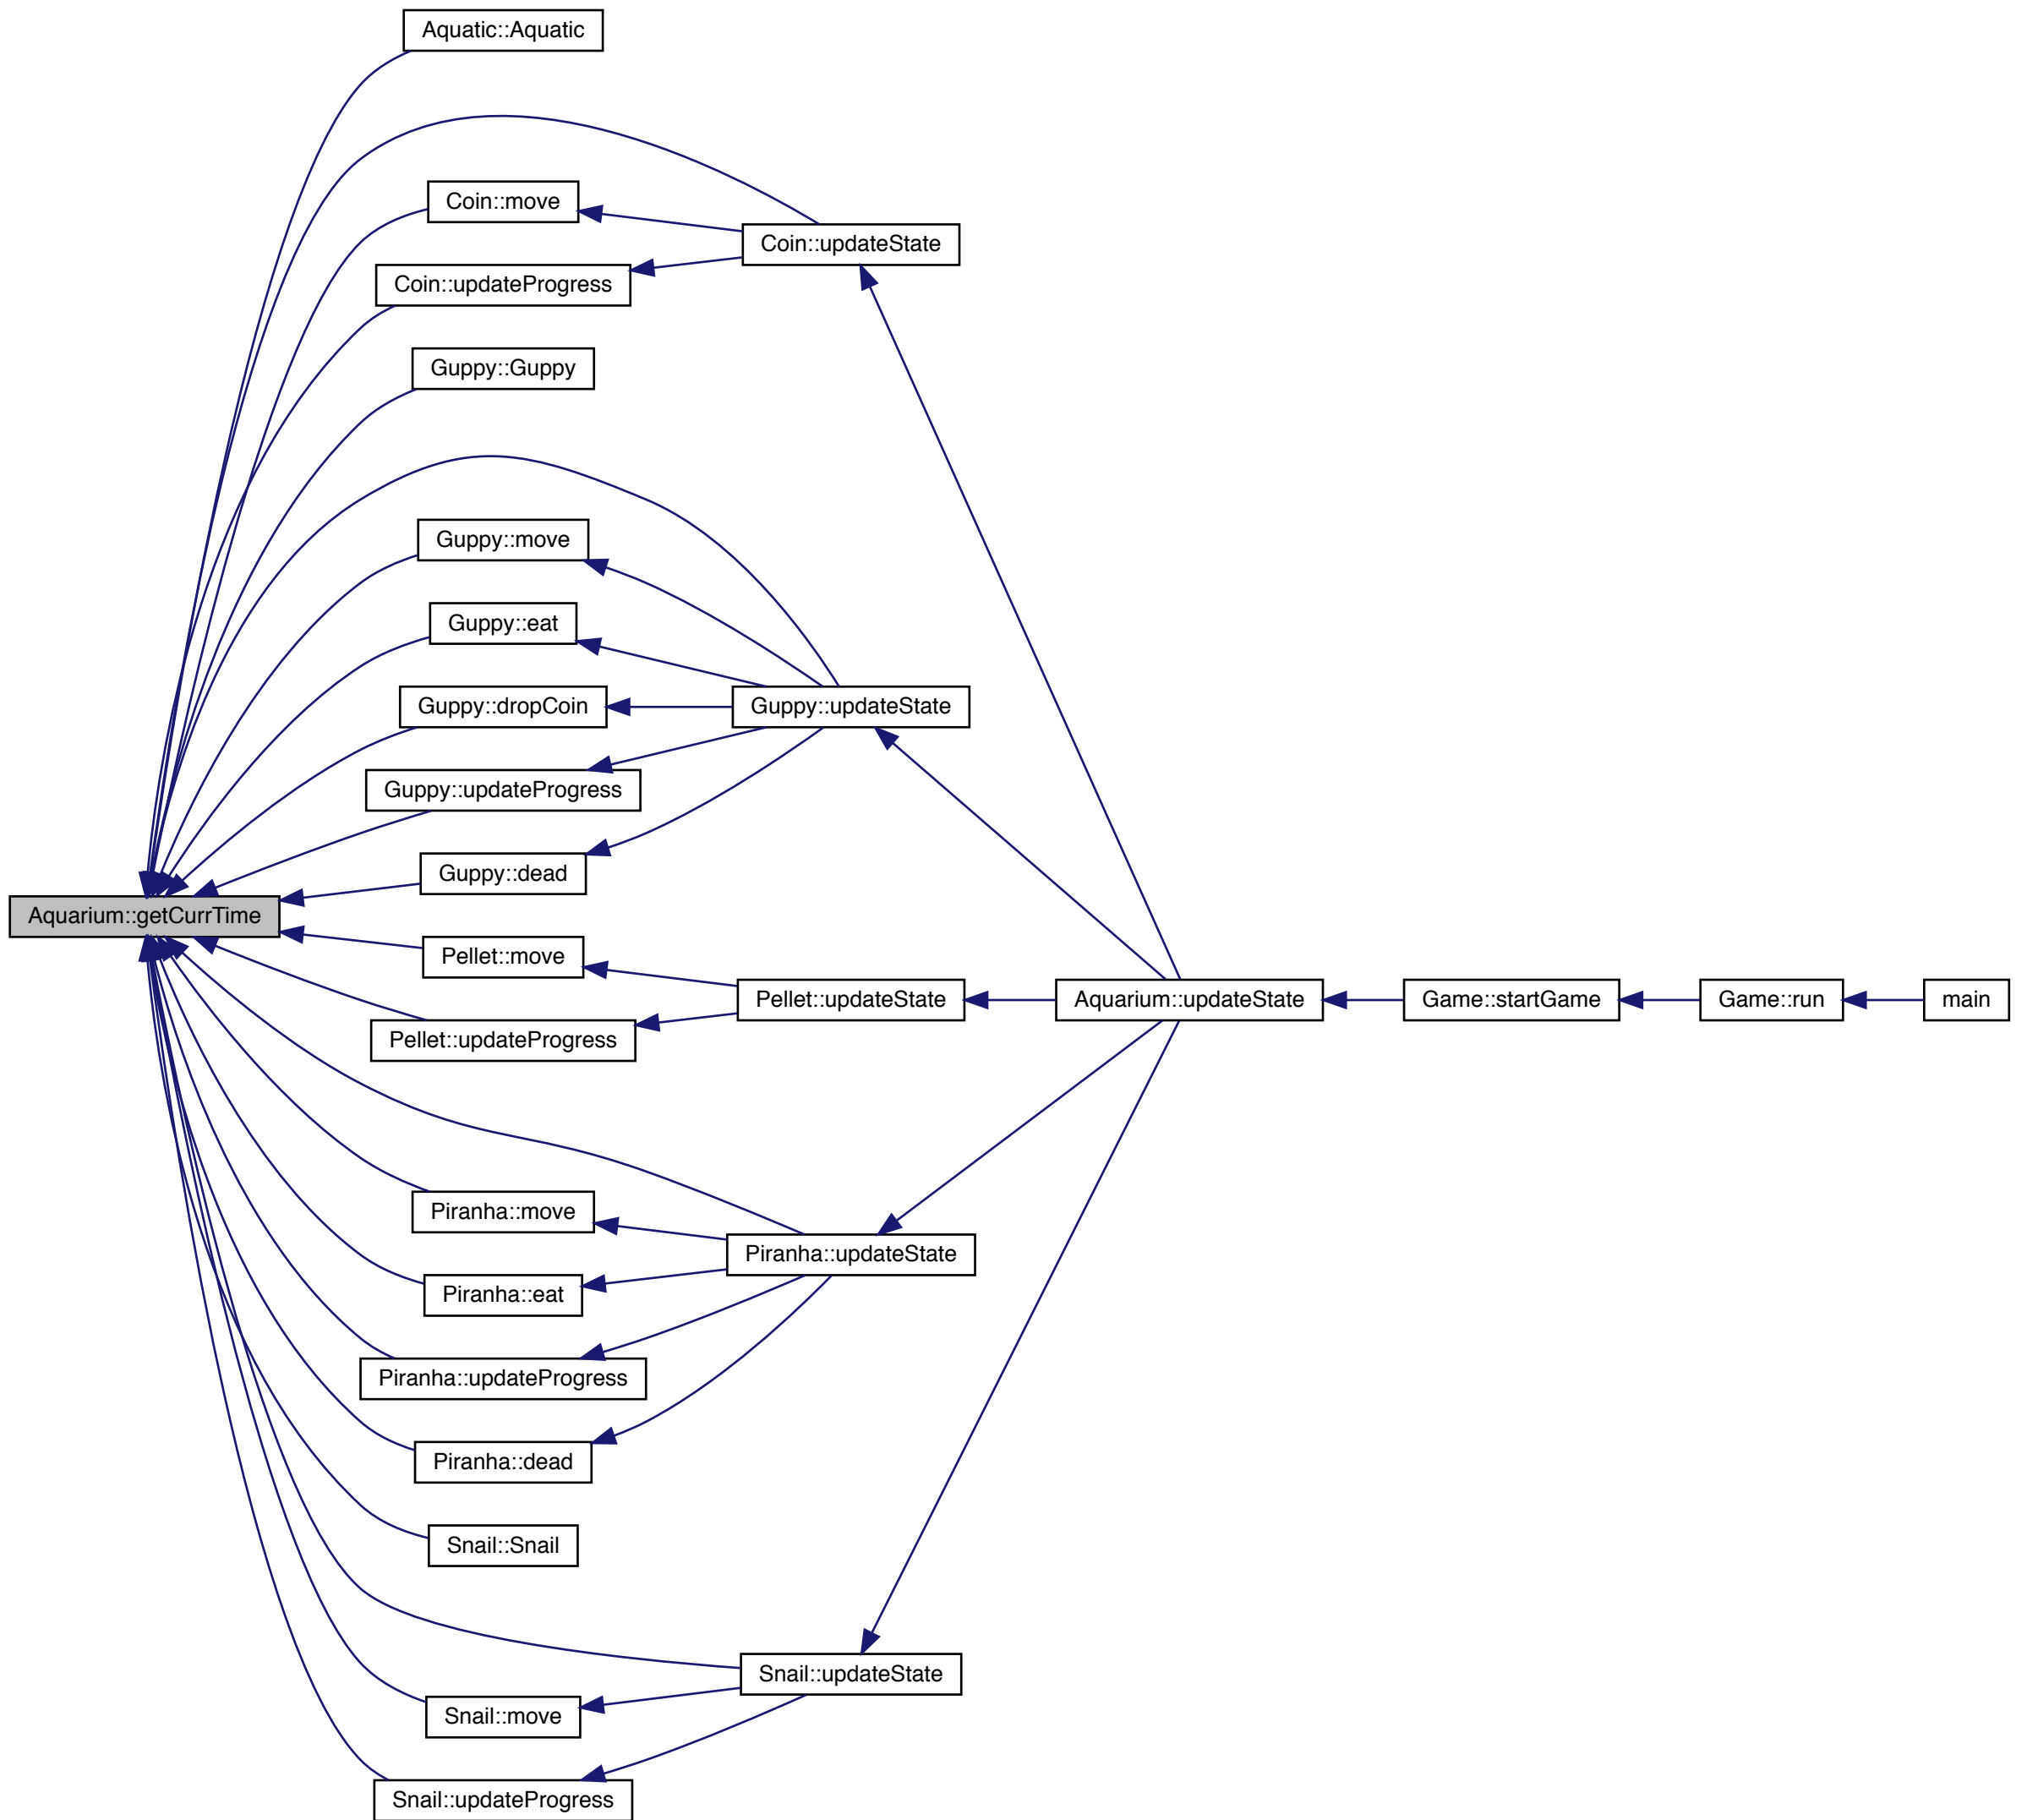 Aquatic::Aquatic
Coin::move
Coin::updateState
Coin::updateProgress
Guppy::Guppy
Guppy::move
Guppy::eat
Guppy::dropCoin
Guppy::updateState
Guppy::updateProgress
Guppy::dead
Aquarium::getCurrTime
Pellet::move
Pellet::updateState
Aquarium::updateState
Game::startGame
Game::run
main
Pellet::updateProgress
Piranha::move
Piranha::updateState
Piranha::eat
Piranha::updateProgress
Piranha::dead
Snail::Snail
Snail::updateState
Snail::move
Snail::updateProgress